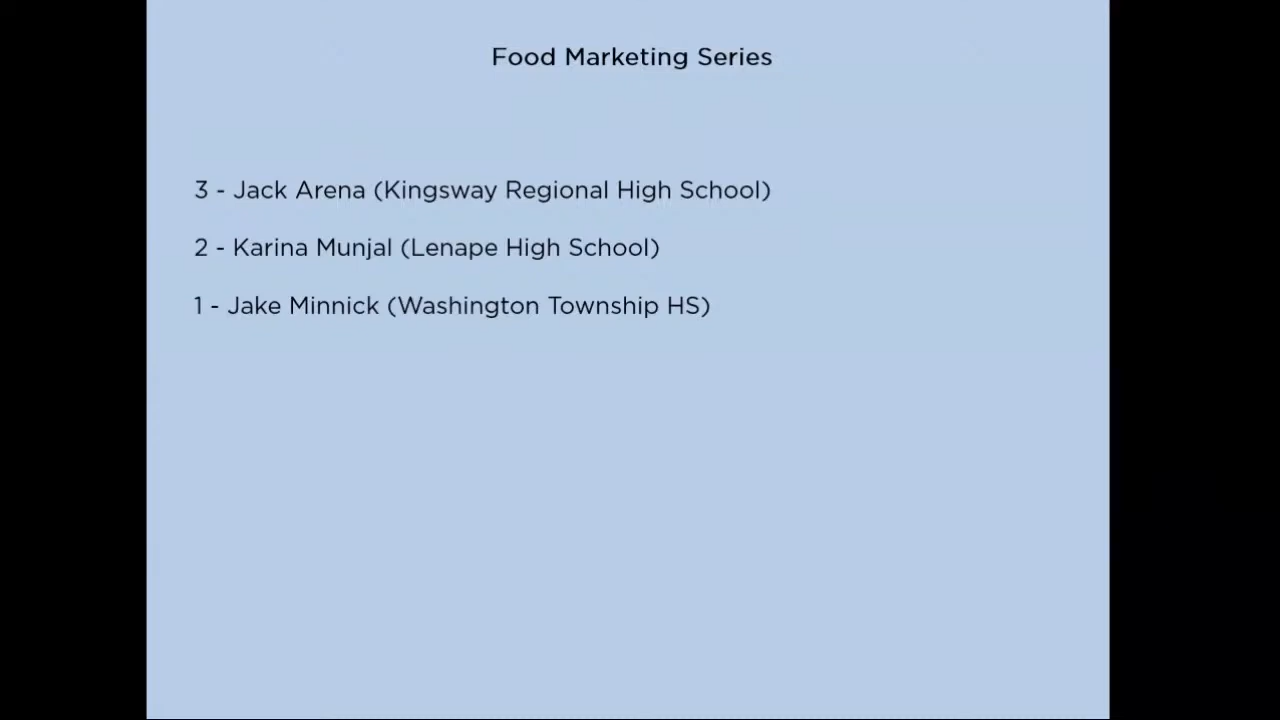 Food Marketing Series
3 - Jack Arena (Kingsway Regional High School)
2 - Karina Munjal (Lenape High School)
1 - Jake Minnick (Washington Township HS)